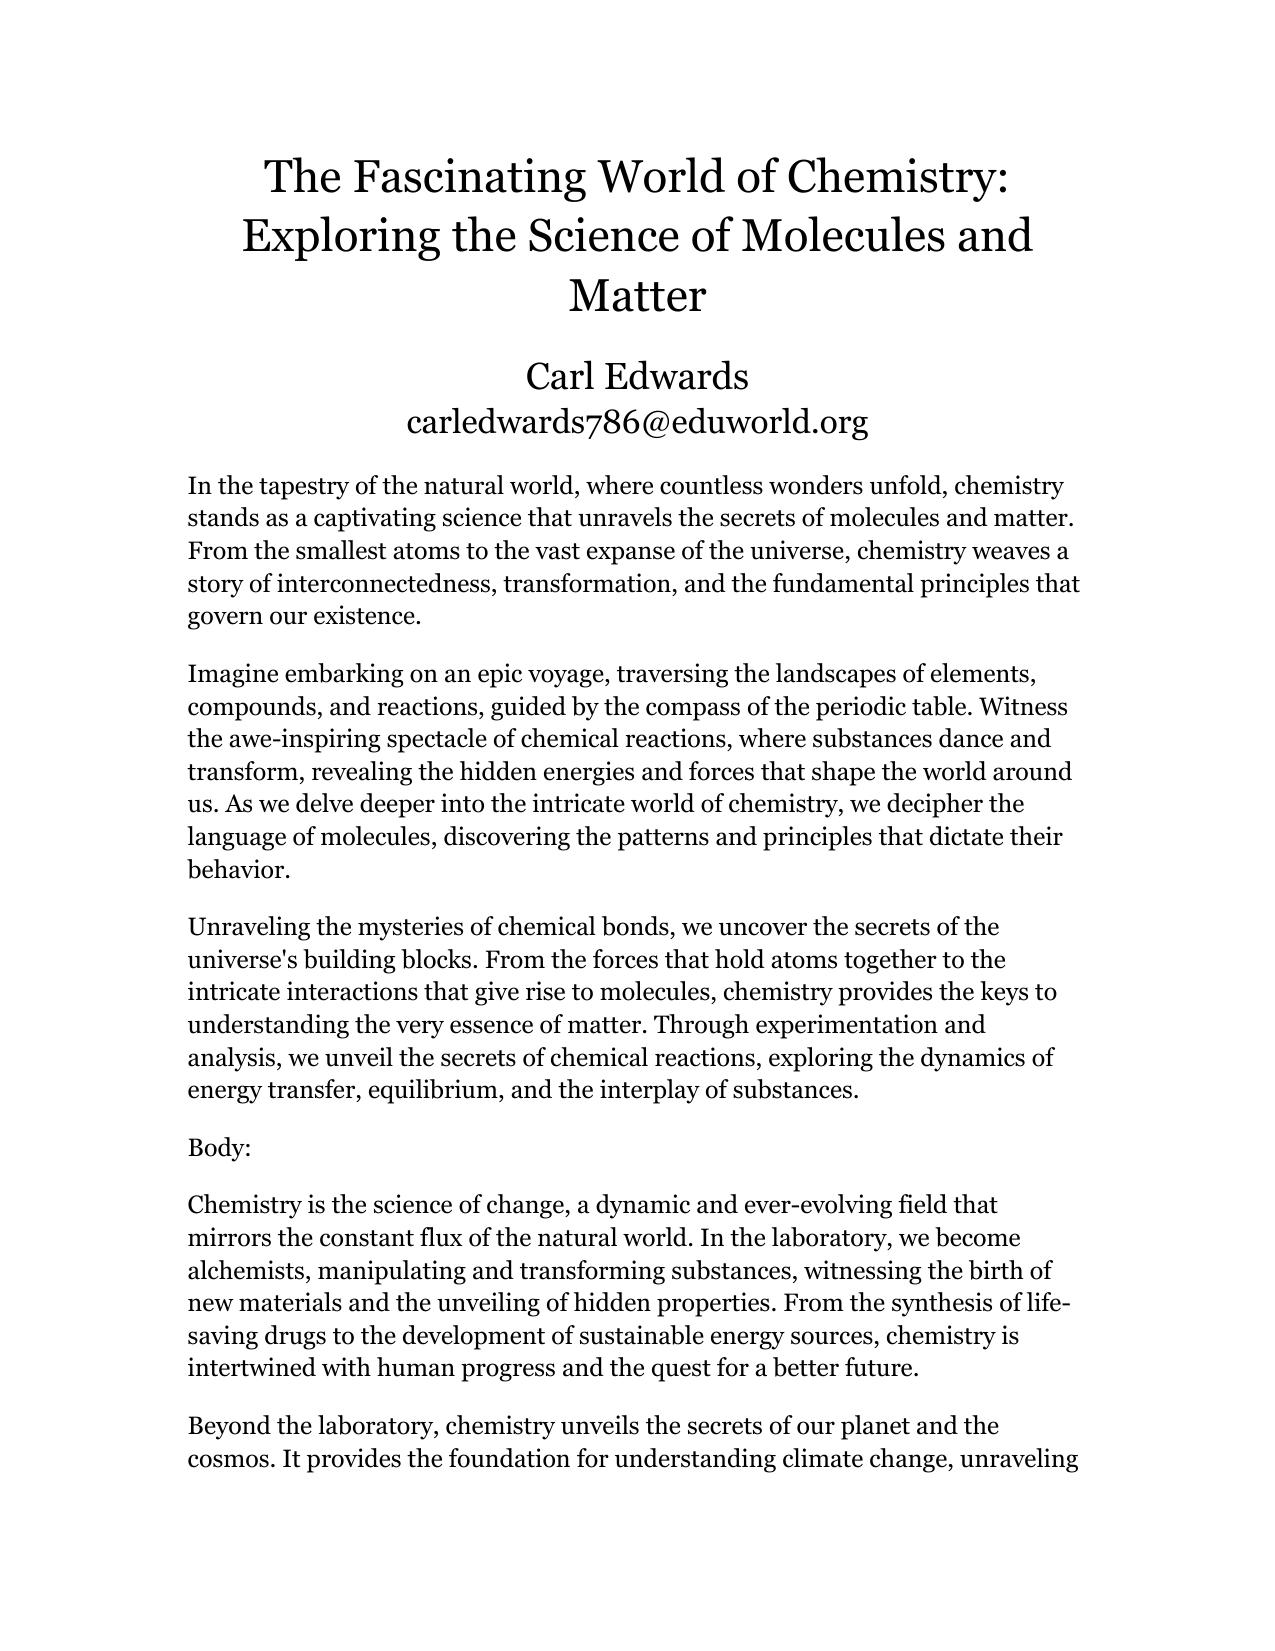 The Fascinating World of Chemistry:
Exploring the Science of Molecules and
Matter
Carl Edwards
carledwards786@eduworld.org
In the tapestry of the natural world, where countless wonders unfold, chemistry
stands as a captivating science that unravels the secrets of molecules and matter.
From the smallest atoms to the vast expanse of the universe, chemistry weaves a
story of interconnectedness, transformation, and the fundamental principles that
govern our existence.
Imagine embarking on an epic voyage, traversing the landscapes of elements,
compounds, and reactions, guided by the compass of the periodic table. Witness
the awe-inspiring spectacle of chemical reactions, where substances dance and
transform, revealing the hidden energies and forces that shape the world around
us. As we delve deeper into the intricate world of chemistry, we decipher the
language of molecules, discovering the patterns and principles that dictate their
behavior.
Unraveling the mysteries of chemical bonds, we uncover the secrets of the
universe's building blocks. From the forces that hold atoms together to the
intricate interactions that give rise to molecules, chemistry provides the keys to
understanding the very essence of matter. Through experimentation and
analysis, we unveil the secrets of chemical reactions, exploring the dynamics of
energy transfer, equilibrium, and the interplay of substances.
Body:
Chemistry is the science of change, a dynamic and ever-evolving field that
mirrors the constant flux of the natural world. In the laboratory, we become
alchemists, manipulating and transforming substances, witnessing the birth of
new materials and the unveiling of hidden properties. From the synthesis of life-
saving drugs to the development of sustainable energy sources, chemistry is
intertwined with human progress and the quest for a better future.
Beyond the laboratory, chemistry unveils the secrets of our planet and the
cosmos. It provides the foundation for understanding climate change, unraveling